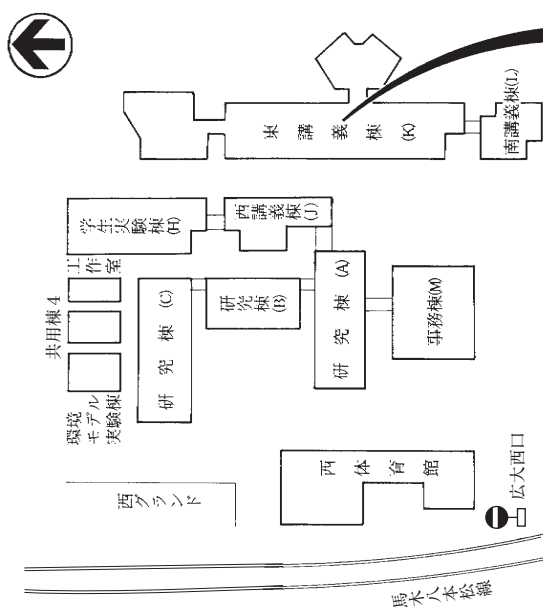 東講義棟(K)
南講義棟(L)
学生実験棟(H)
西講義棟(J)
工作室
共用棟4
研究棟(C)
研究棟(B)
研究棟(A)
事務棟(M)
環境
モデル
実験棟
西グランド
西体育館
広大西口
馬木八本松線